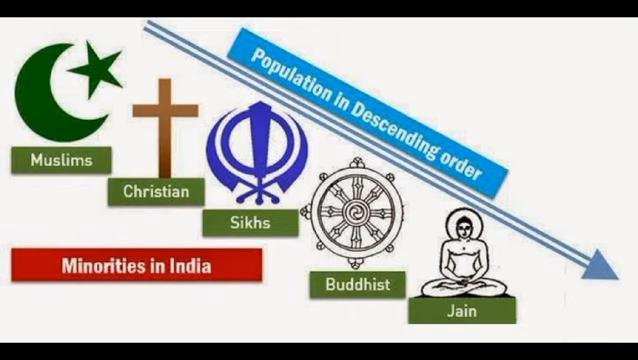 Population in Descending order
Muslims
Christian
Sikhs
Minorities in India
Buddhist
Jain